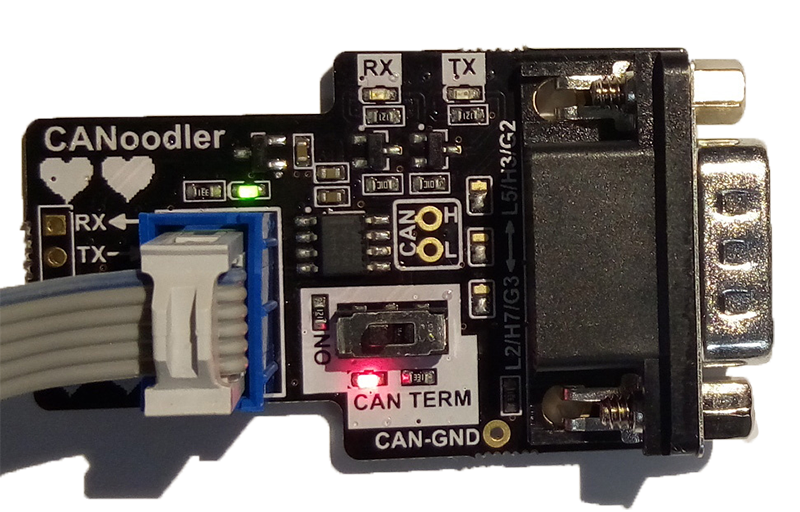 RX
TX
CANoodler
RX
TX
CAN
H
L
L5/H3/G2
L2/H7/G3
ON
CAN TERM
CAN-GND